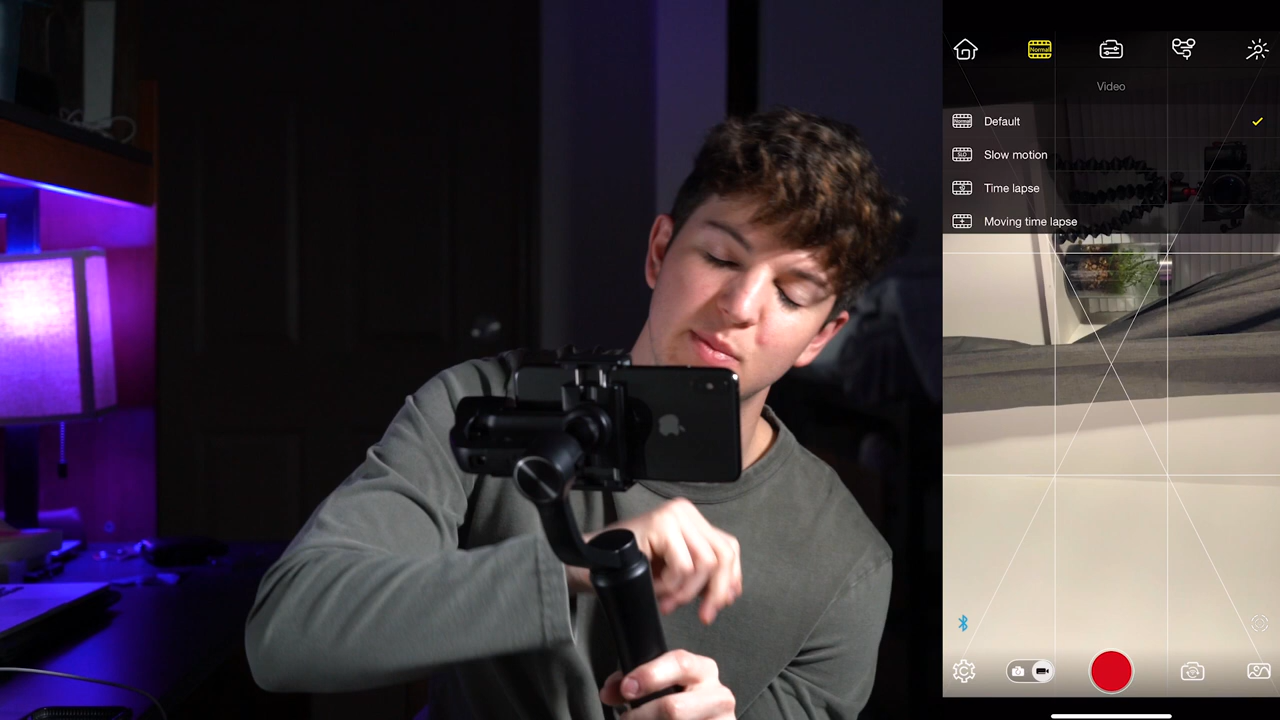 Normal
Video
Default
Slow motion
Time lapse
Moving time lapse